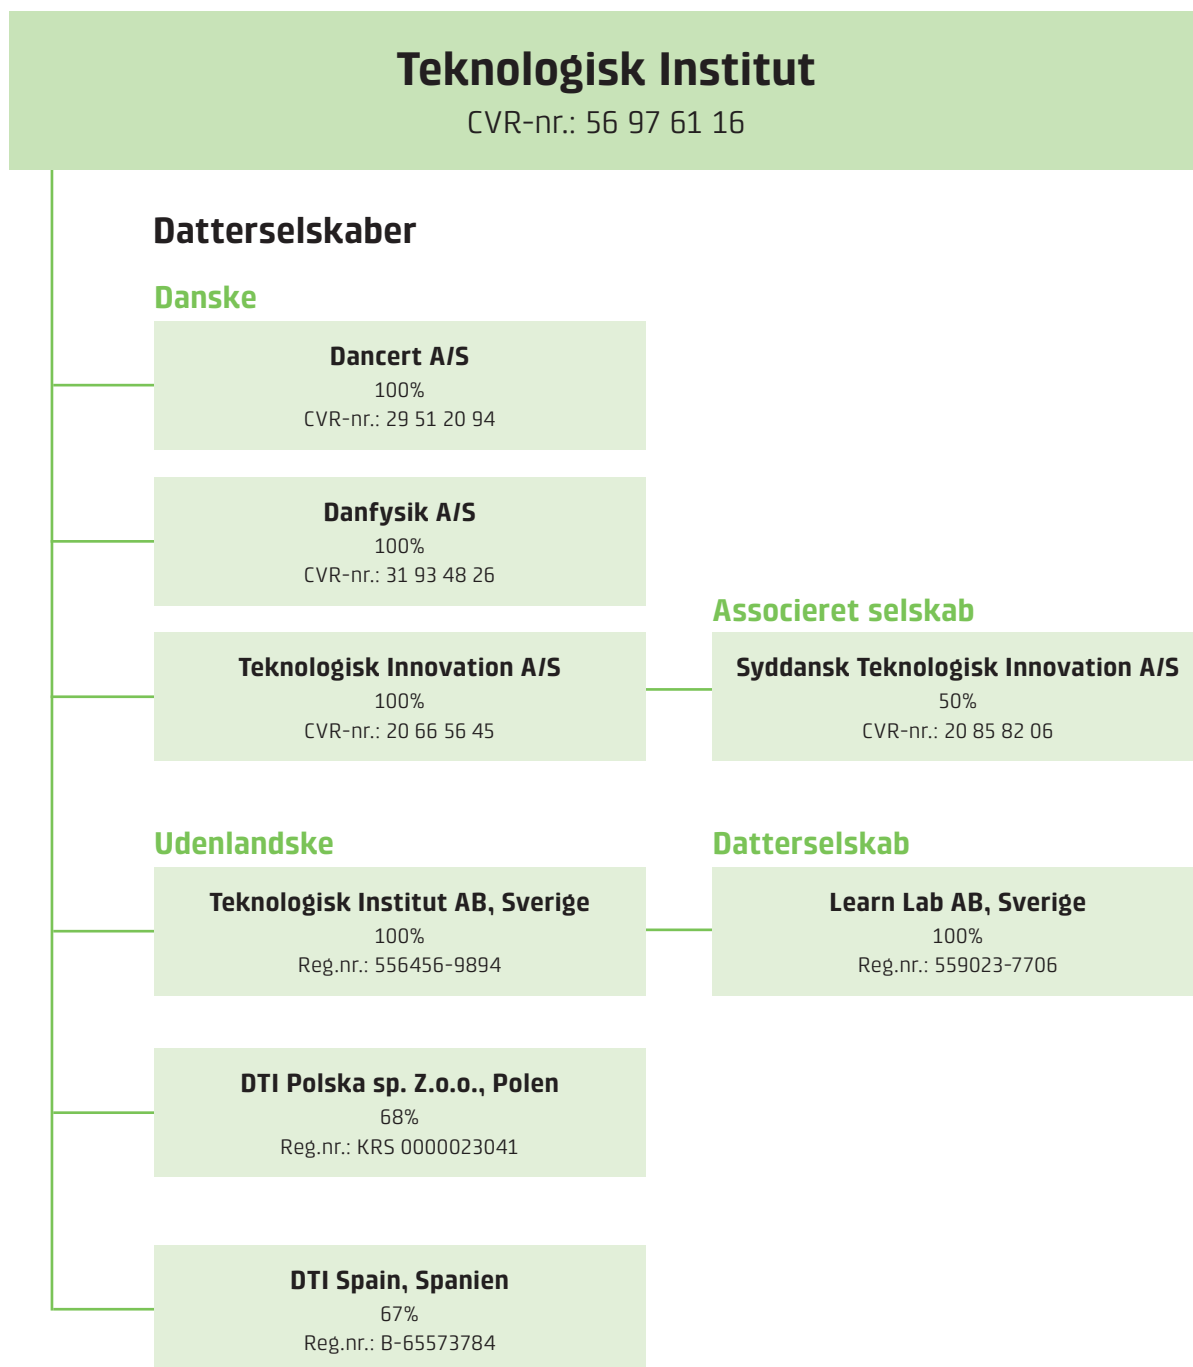 Teknologisk Institut
CVR-nr.: 56 97 61 16
Datterselskaber
Danske
Dancert A/S
100%
CVR-nr.: 29 51 20 94
Danfysik A/S
100%
CVR-nr.: 31 93 48 26
Teknologisk Innovation A/S
100%
CVR-nr.: 20 66 56 45
Associeret selskab
Syddansk Teknologisk Innovation A/S
50%
CVR-nr.: 20 85 82 06
Udenlandske
Teknologisk Institut AB, Sverige
100%
Reg.nr.: 556456-9894
Datterselskab
Learn Lab AB, Sverige
100%
Reg.nr.: 559023-7706
DTI Polska sp. Z.o.o., Polen
68%
Reg.nr.: KRS 0000023041
DTI Spain, Spanien
67%
Reg.nr.: B-65573784